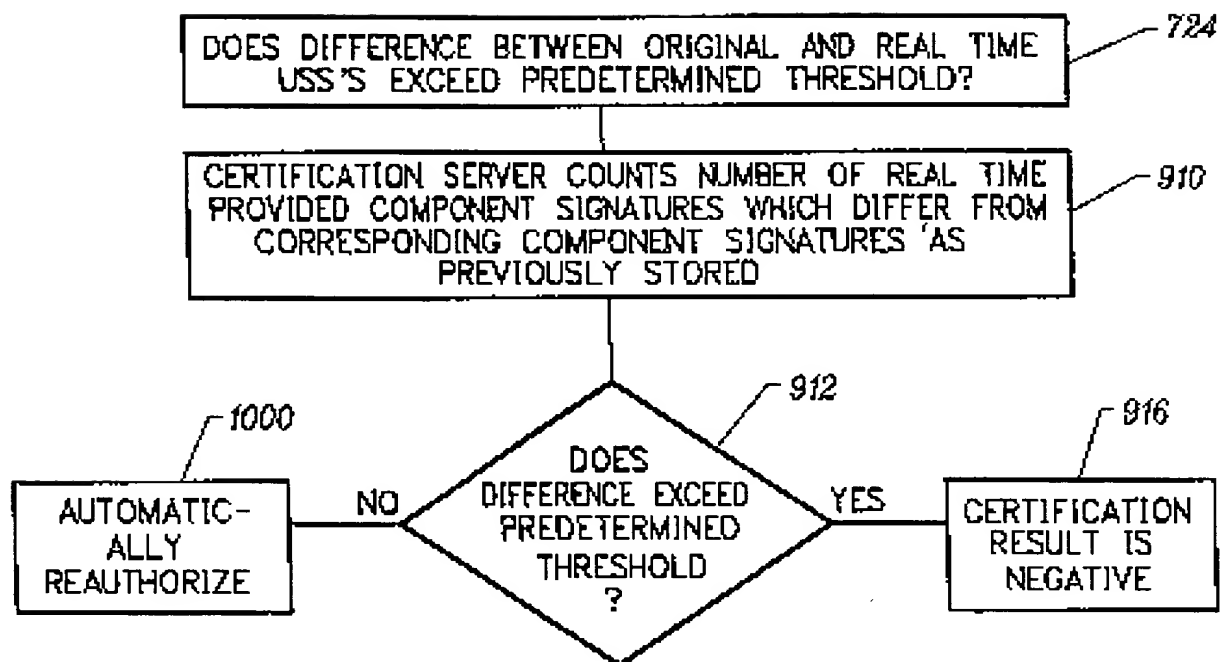 724
DOES DIFFERENCE BETWEEN ORIGINAL AND REAL TIME
USS'S EXCEED PREDETERMINED THRESHOLD?
910
CERTIFICATION SERVER COUNTS NUMBER OF REAL TIME
PROVIDED COMPONENT SIGNATURES WHICH DIFFER FROM
CORRESPONDING COMPONENT SIGNATURES AS
PREVIOUSLY STORED
912
DOES
DIFFERENCE EXCEED
PREDETERMINED
THRESHOLD
?
NO
1000
AUTOMATIC-
ALLY
REAUTHORIZE
YES
916
CERTIFICATION
RESULT IS
NEGATIVE